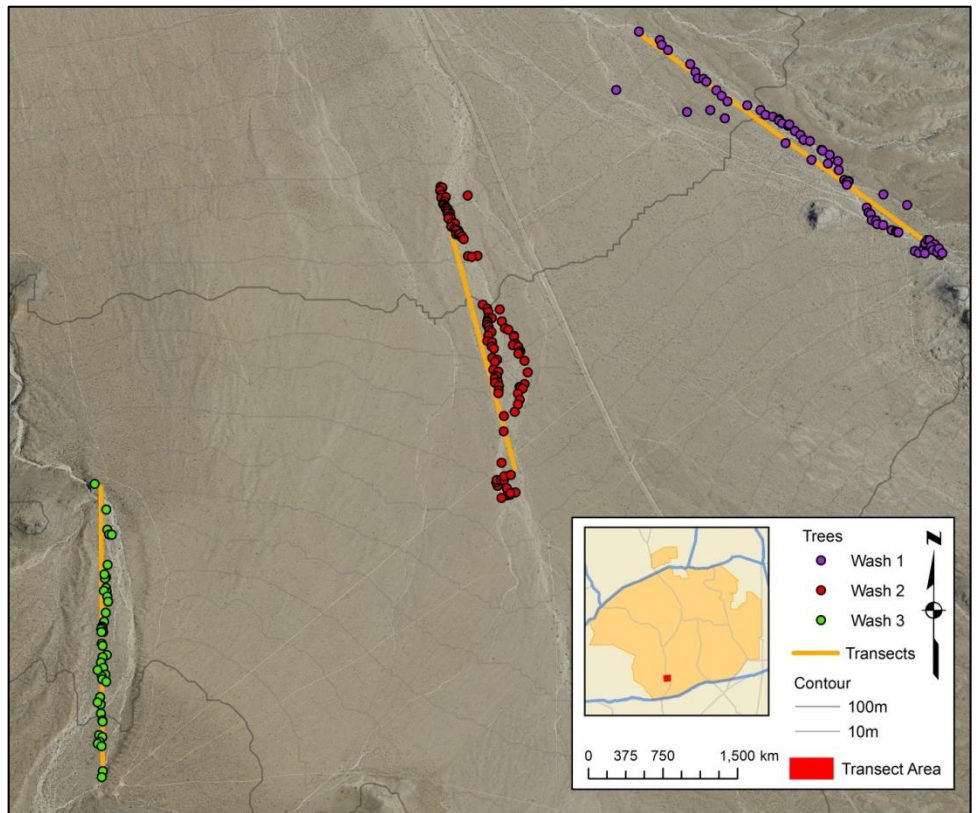 Trees
Wash 1
Wash 2
Wash 3
Transects
Contour
100m
10m
Transect Area
N
0 375 750 1,500 km